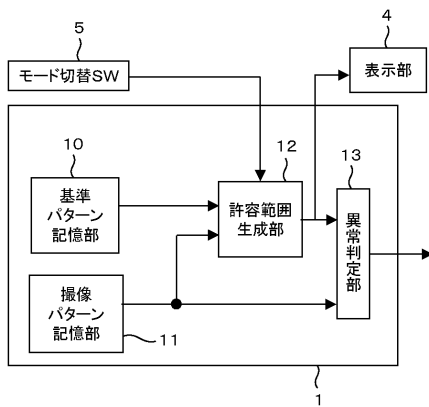 5
4
モード切替SW
表示部
10
12
13
基準
パターン
記憶部
許容範囲
生成部
異常判定部
撮像
パターン
記憶部
11
1